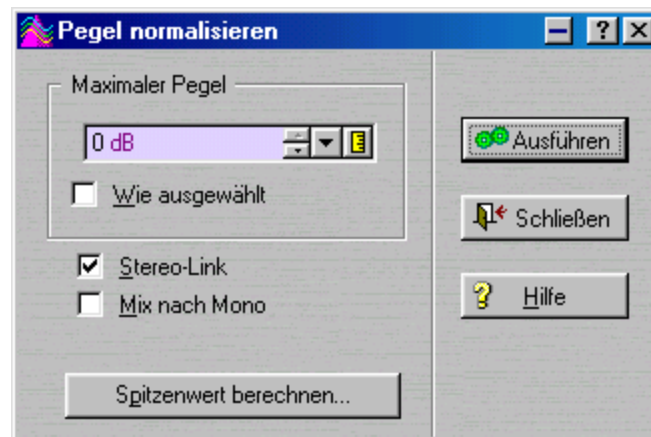 Pegel normalisieren
Maximaler Pegel
0 dB
Wie ausgewählt
Stereo-Link
Mix nach Mono
Spitzenwert berechnen...
Ausführen
Schließen
Hilfe